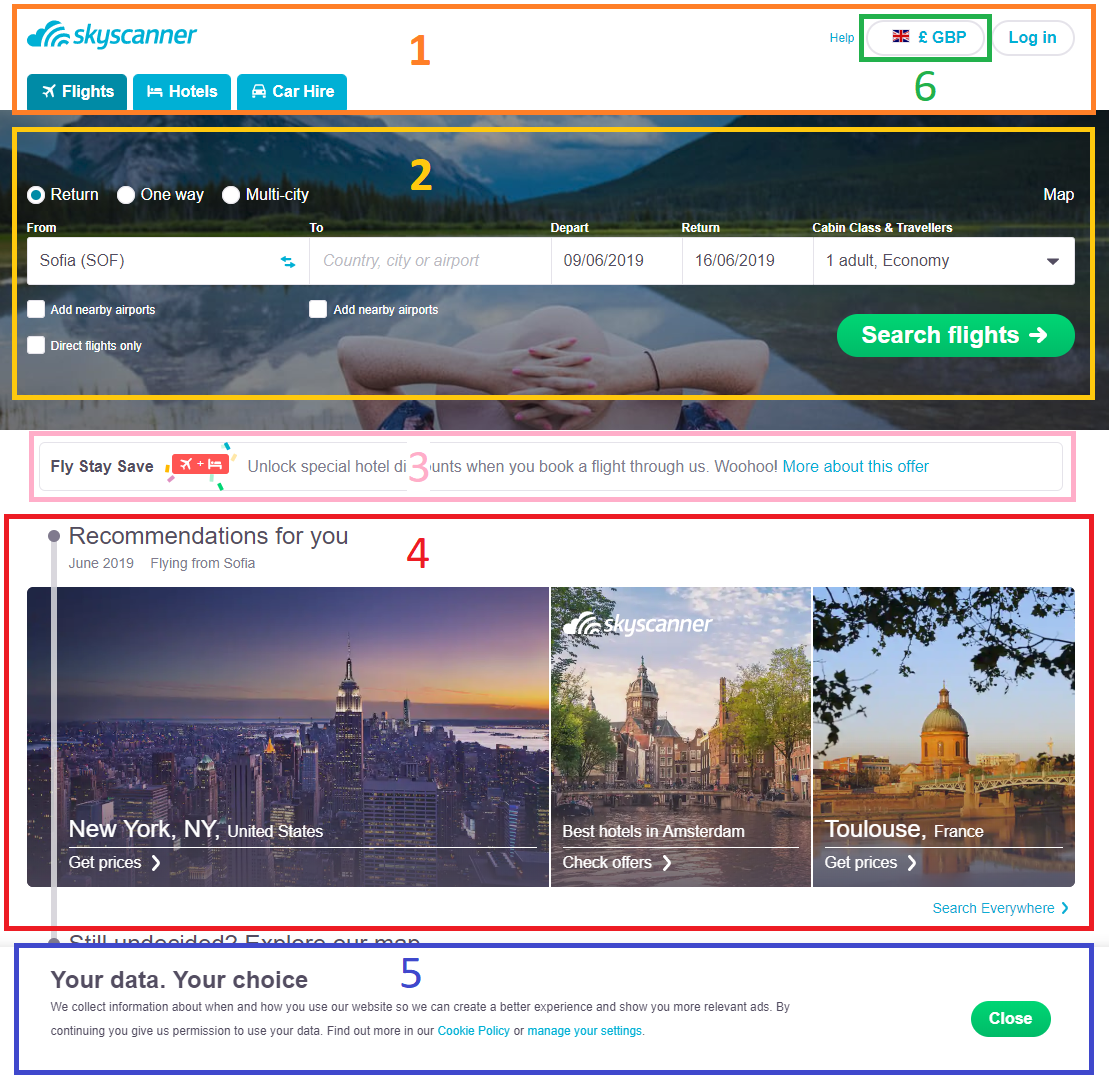 skyscanner
1
Help
£ GBP
Log in
6
Flights
Hotels
Car Hire
2
Return
One way
Multi-city
Map
From
To
Depart
Return
Cabin Class & Travellers
Sofia (SOF)
Country, city or airport
09/06/2019
16/06/2019
1 adult, Economy
Add nearby airports
Add nearby airports
Direct flights only
Search flights
Fly Stay Save
+
Unlock special hotel di
3
unts when you book a flight through us. Woohoo! More about this offer
Recommendations for you
4
June 2019 Flying from Sofia
skyscanner
New York, NY, United States
Get prices
Best hotels in Amsterdam
Check offers
Toulouse, France
Get prices
Search Everywhere
Still undecided? Explore our map
5
Your data. Your choice
We collect information about when and how you use our website so we can create a better experience and show you more relevant ads. By
continuing you give us permission to use your data. Find out more in our Cookie Policy or manage your settings.
Close